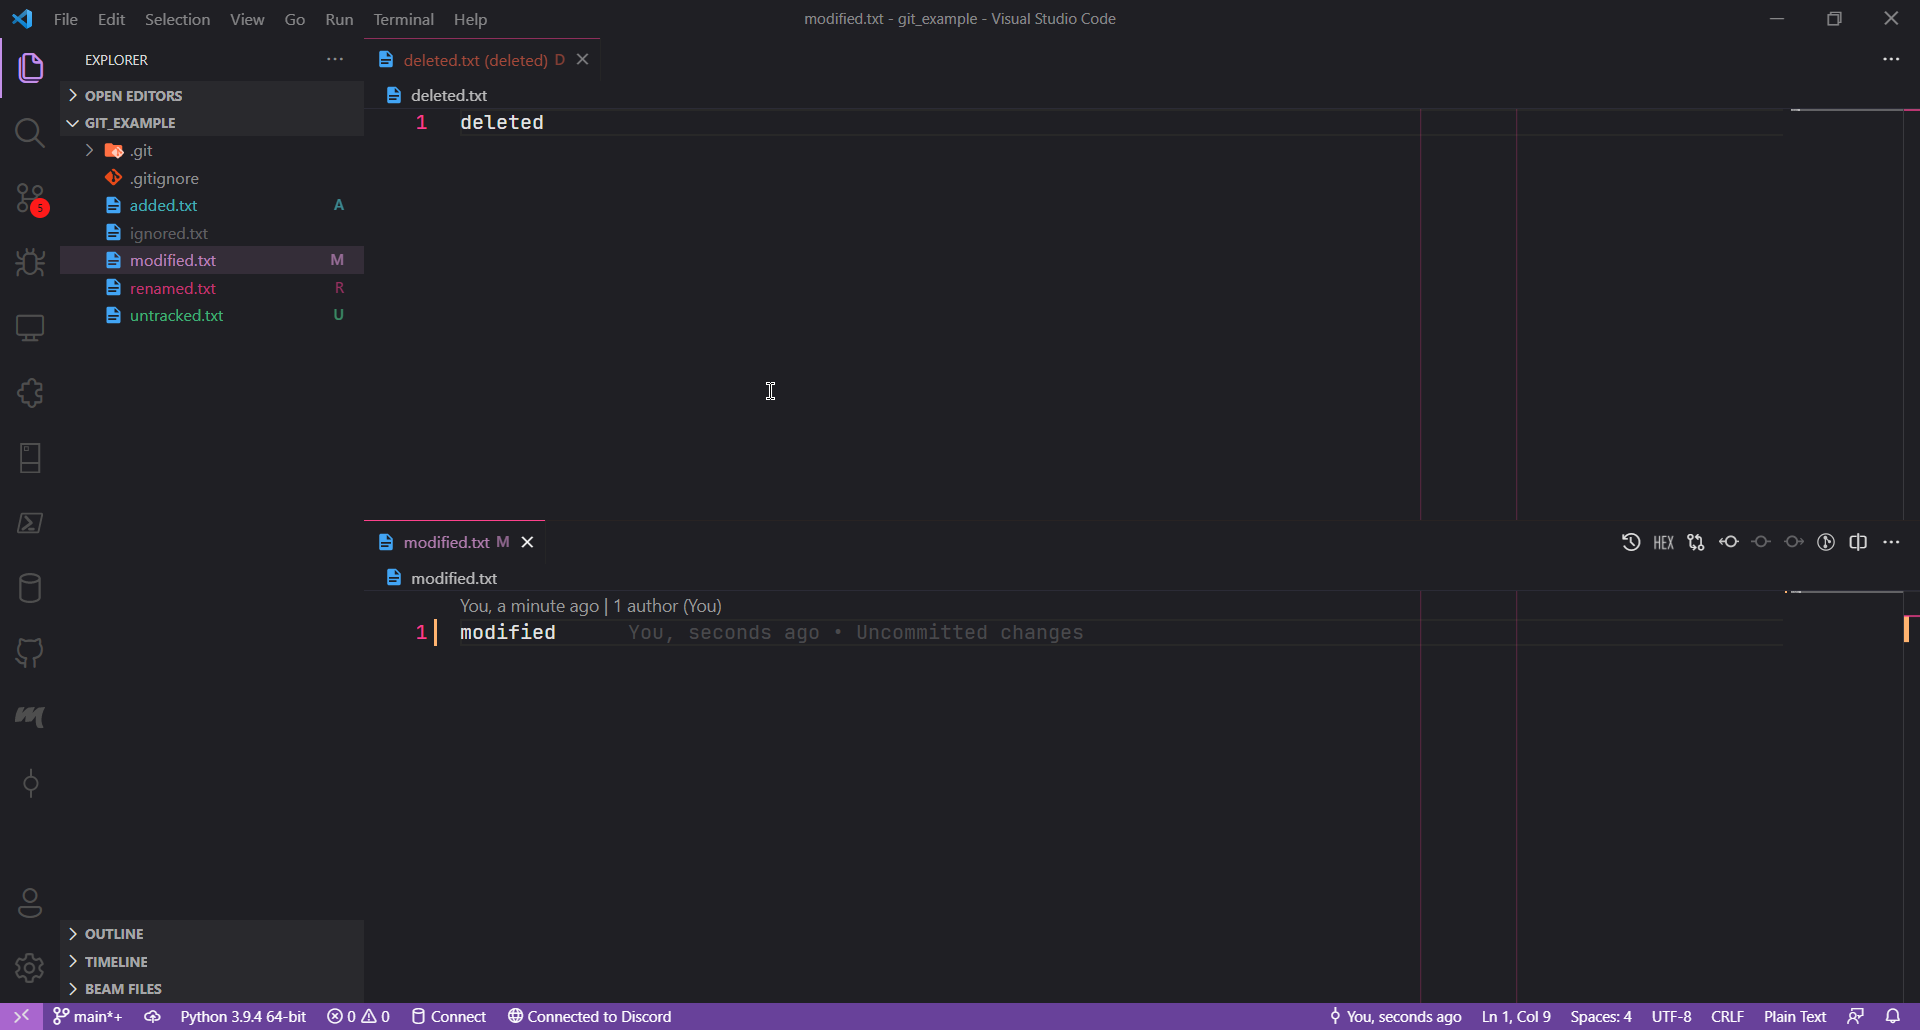 File Edit Selection View Go Run Terminal Help
modified.txt - git_example - Visual Studio Code
EXPLORER
OPEN EDITORS
GIT_EXAMPLE
.git
.gitignore
added.txt A
ignored.txt
modified.txt M
renamed.txt R
untracked.txt U
OUTLINE
TIMELINE
BEAM FILES
5
deleted.txt (deleted) D
deleted.txt
1 deleted
modified.txt M
HEX
modified.txt
You, a minute ago | 1 author (You)
1 modified You, seconds ago • Uncommitted changes
main*+ Python 3.9.4 64-bit 0 0 Connect Connected to Discord You, seconds ago Ln 1, Col 9 Spaces: 4 UTF-8 CRLF Plain Text